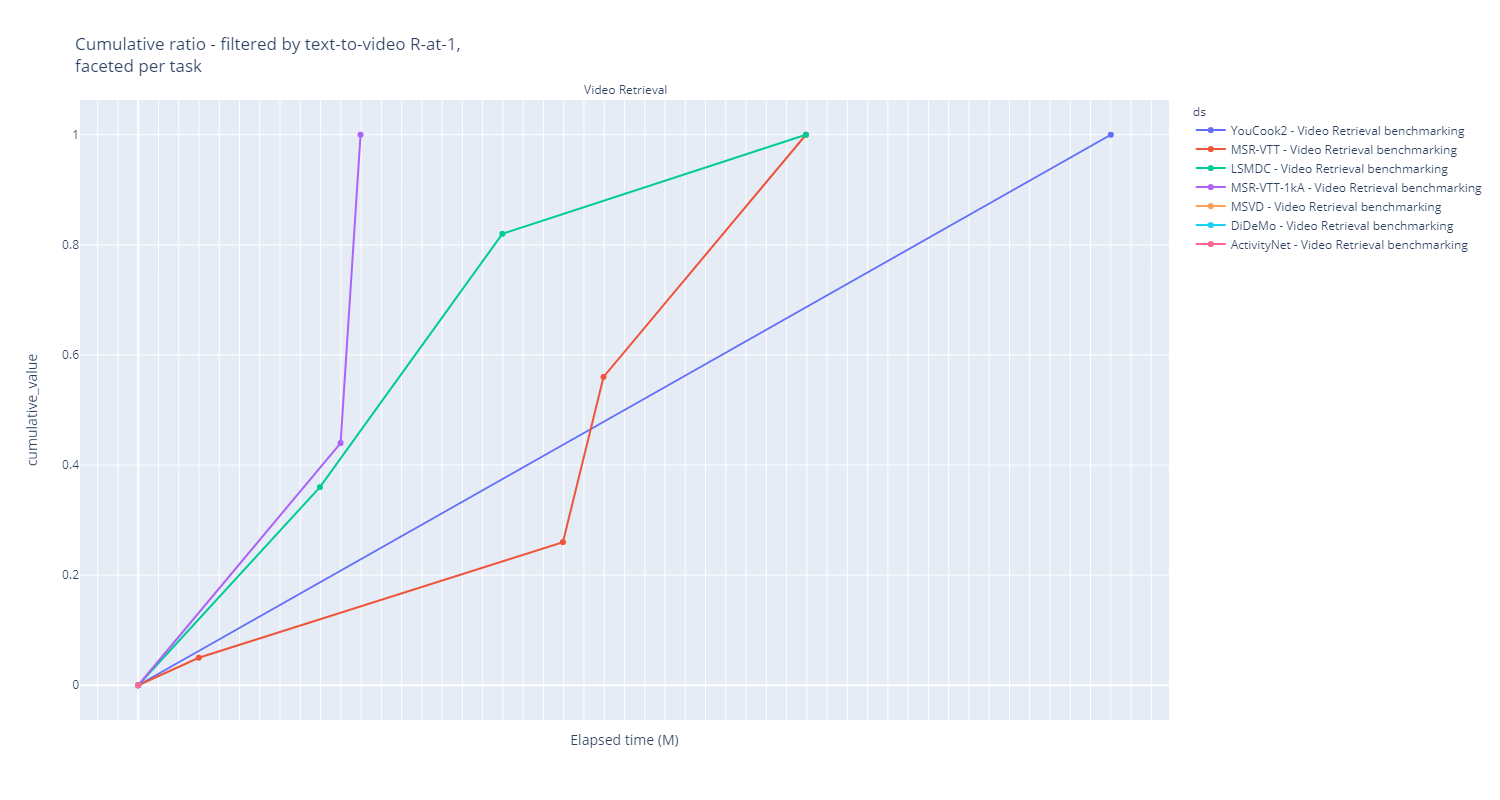 Cumulative ratio - filtered by text-to-video R-at-1,
faceted per task
Video Retrieval
ds
YouCook2 - Video Retrieval benchmarking
MSR-VTT - Video Retrieval benchmarking
LSMDC - Video Retrieval benchmarking
MSR-VTT-1kA - Video Retrieval benchmarking
MSVD - Video Retrieval benchmarking
DiDeMo - Video Retrieval benchmarking
ActivityNet - Video Retrieval benchmarking
1
0.8
0.6
0.4
0.2
0
cumulative_value
Elapsed time (M)